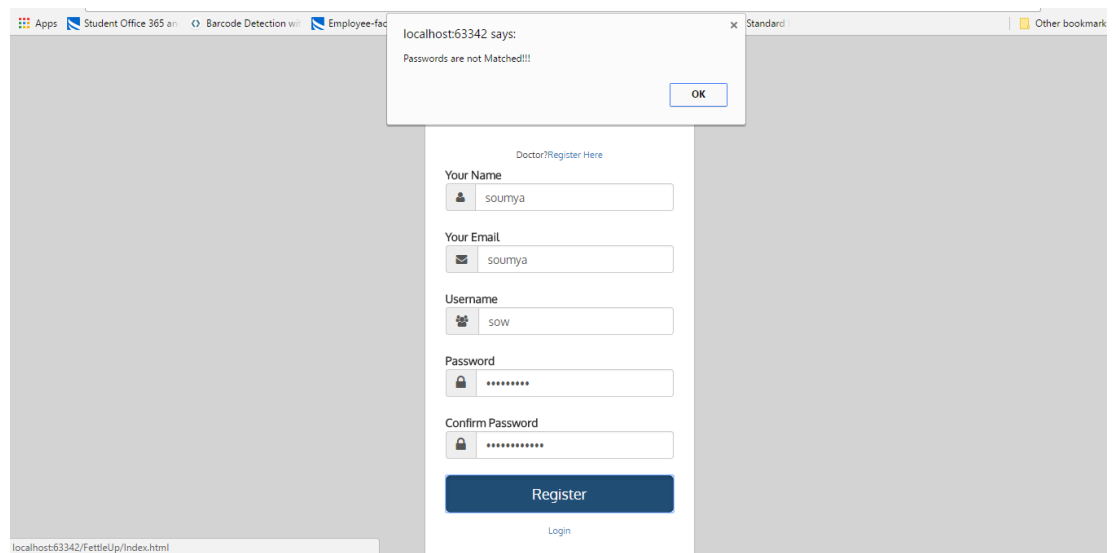 Apps Student Office 365 an Barcode Detection wit Employee-fac Standard Other bookmark
localhost:63342 says: ×
Passwords are not Matched!!!
OK
Doctor?Register Here
Your Name
soumya
Your Email
soumya
Username
sow
Password
•••••••••
Confirm Password
••••••••••••
Register
Login
localhost:63342/FettleUp/Index.html